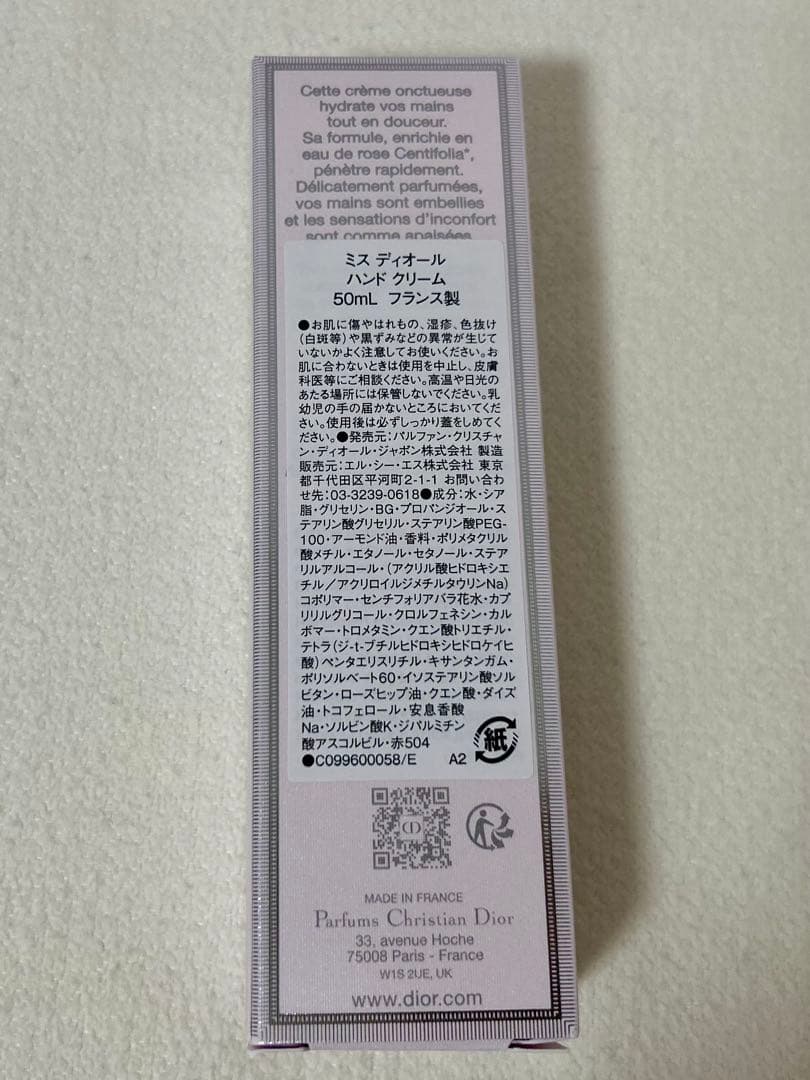 Cette crème onctueuse
hydrate vos mains
tout en douceur.
Sa formule, enrichie en
eau de rose Centifolia*,
pénètre rapidement.
Délicatement parfumées,
vos mains sont embellies
et les sensations d'inconfort
sont comme apaisées.
ミス ディオール
ハンド クリーム
50mL フランス製
●お肌に傷やはれもの、湿疹、色抜け
(白斑等)や黒ずみなどの異常が生じて
いないかよく注意してお使いください。お
肌に合わないときは使用を中止し、皮膚
科医等にご相談ください。高温や日光の
あたる場所には保管しないでください。乳
幼児の手の届かないところにおいてくだ
さい。使用後は必ずしっかり蓋をしめてく
ださい。●発売元:パルファン・クリスチャ
ン・ディオール・ジャポン株式会社 製造
販売元:エル・シー・エス株式会社 東京
都千代田区平河町2-1-1 お問い合わ
せ先:03-3239-0618●成分:水・シア
脂・グリセリン・BG・プロパンジオール・ス
テアリン酸グリセリル・ステアリン酸PEG-
100・アーモンド油・香料・ポリメタクリル
酸メチル・エタノール・セタノール・ステア
リルアルコール・(アクリル酸ヒドロキシエ
チル/アクリロイルジメチルタウリンNa)
コポリマー・センチフォリアバラ花水・カプ
リリルグリコール・クロルフェネシン・カル
ボマー・トロメタミン・クエン酸トリエチル・
テトラ(ジ-t-ブチルヒドロキシヒドロケイヒ
酸)ペンタエリスリチル・キサンタンガム・
ポリソルベート60・イソステアリン酸ソル
ビタン・ローズヒップ油・クエン酸・ダイズ
油・トコフェロール・安息香酸
Na・ソルビン酸K・ジパルミチン
酸アスコルビル・赤504
●C099600058/E A2
紙
CD
MADE IN FRANCE
Parfums Christian Dior
33, avenue Hoche
75008 Paris - France
W1S 2UE, UK
www.dior.com